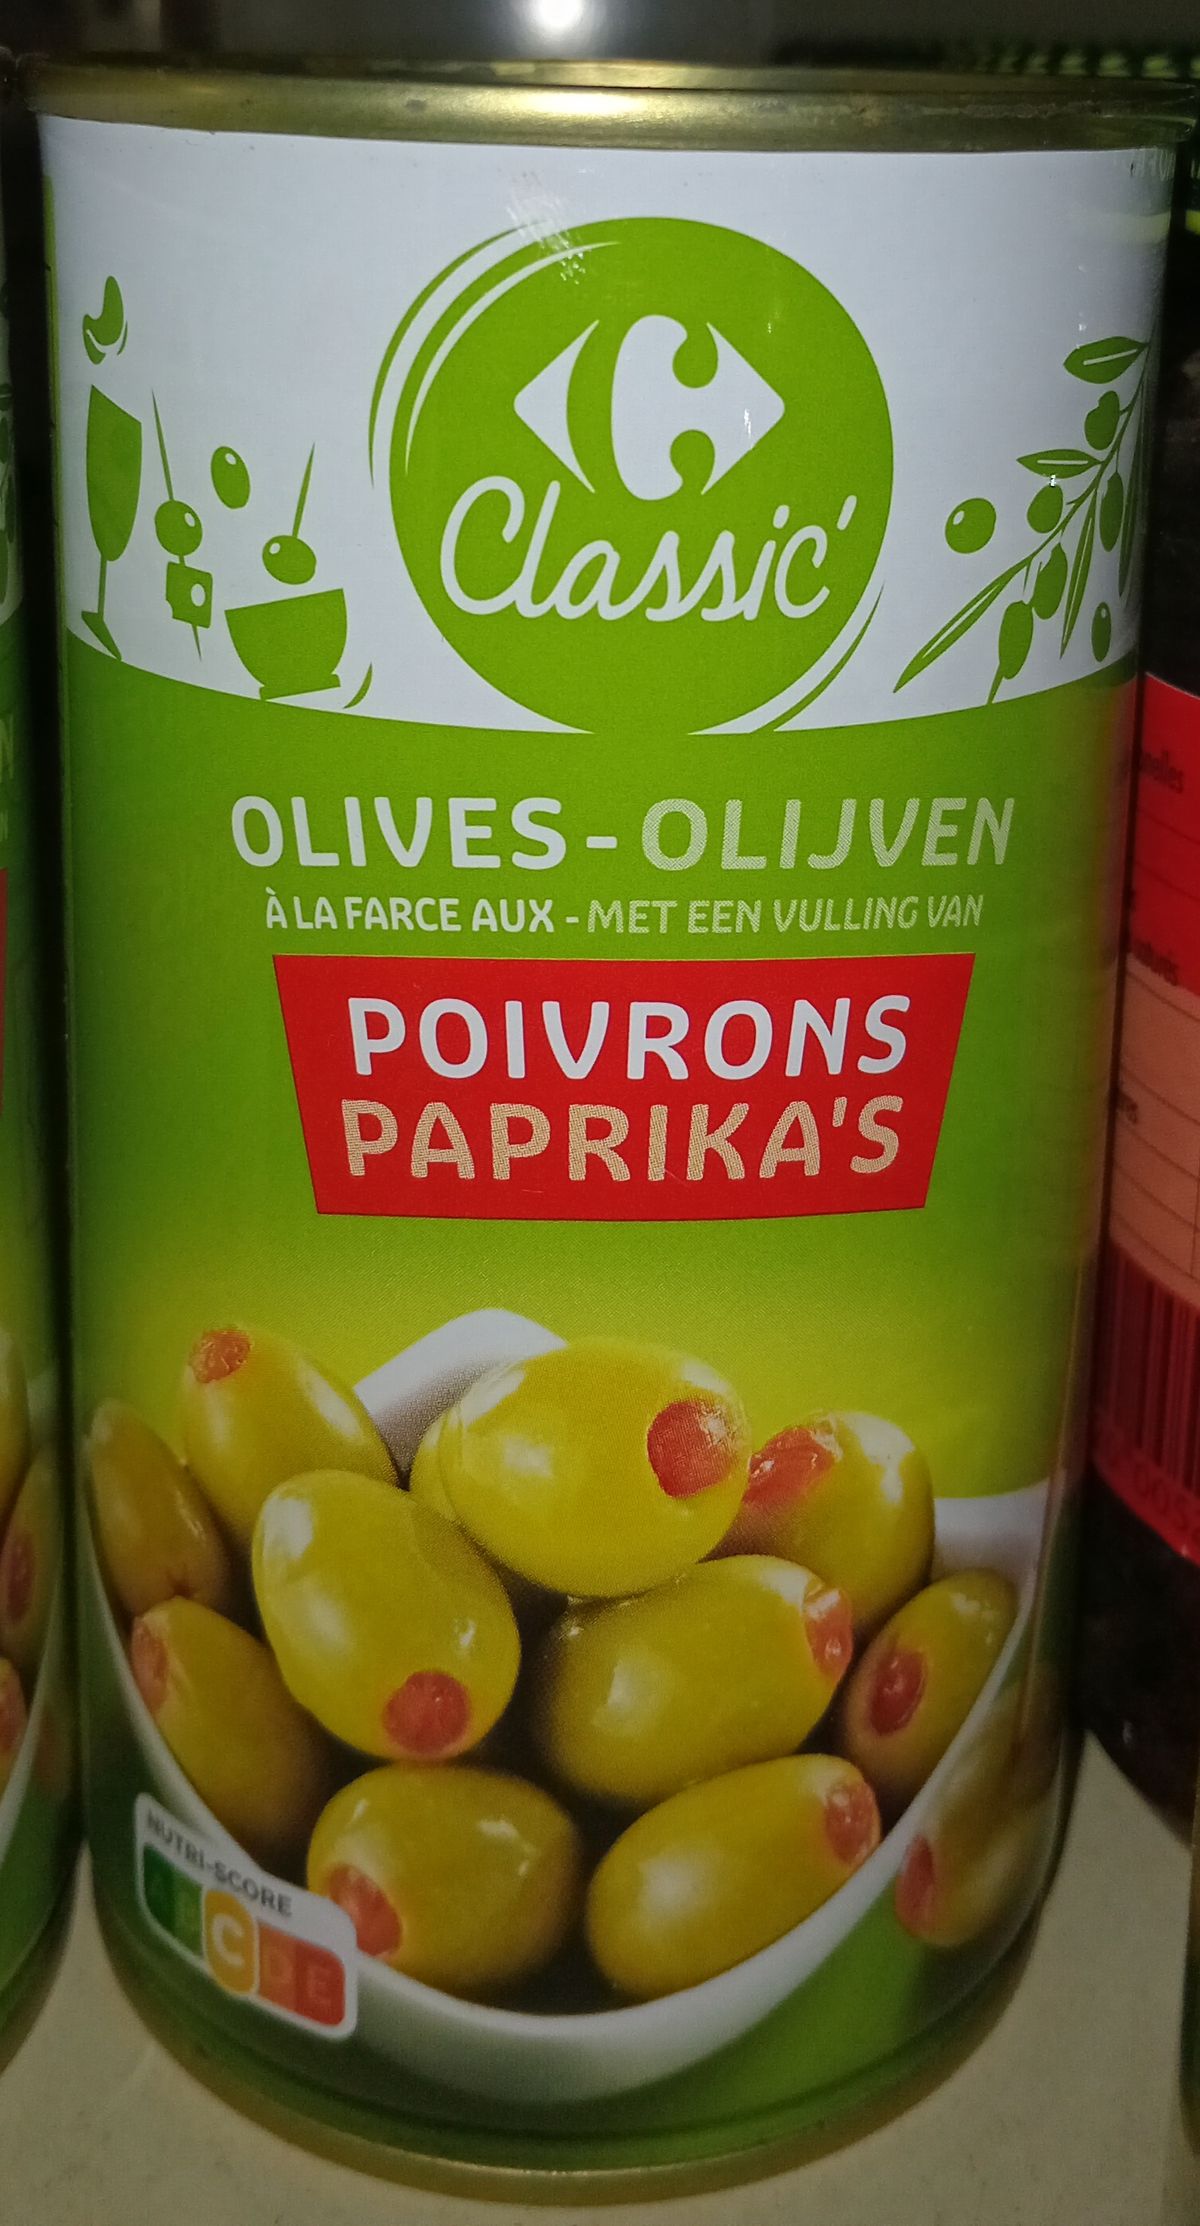 Classic'
OLIVES - OLIJVEN
À LA FARCE AUX - MET EEN VULLING VAN
POIVRONS
PAPRIKA'S
NUTRI-SCORE
A B C D E